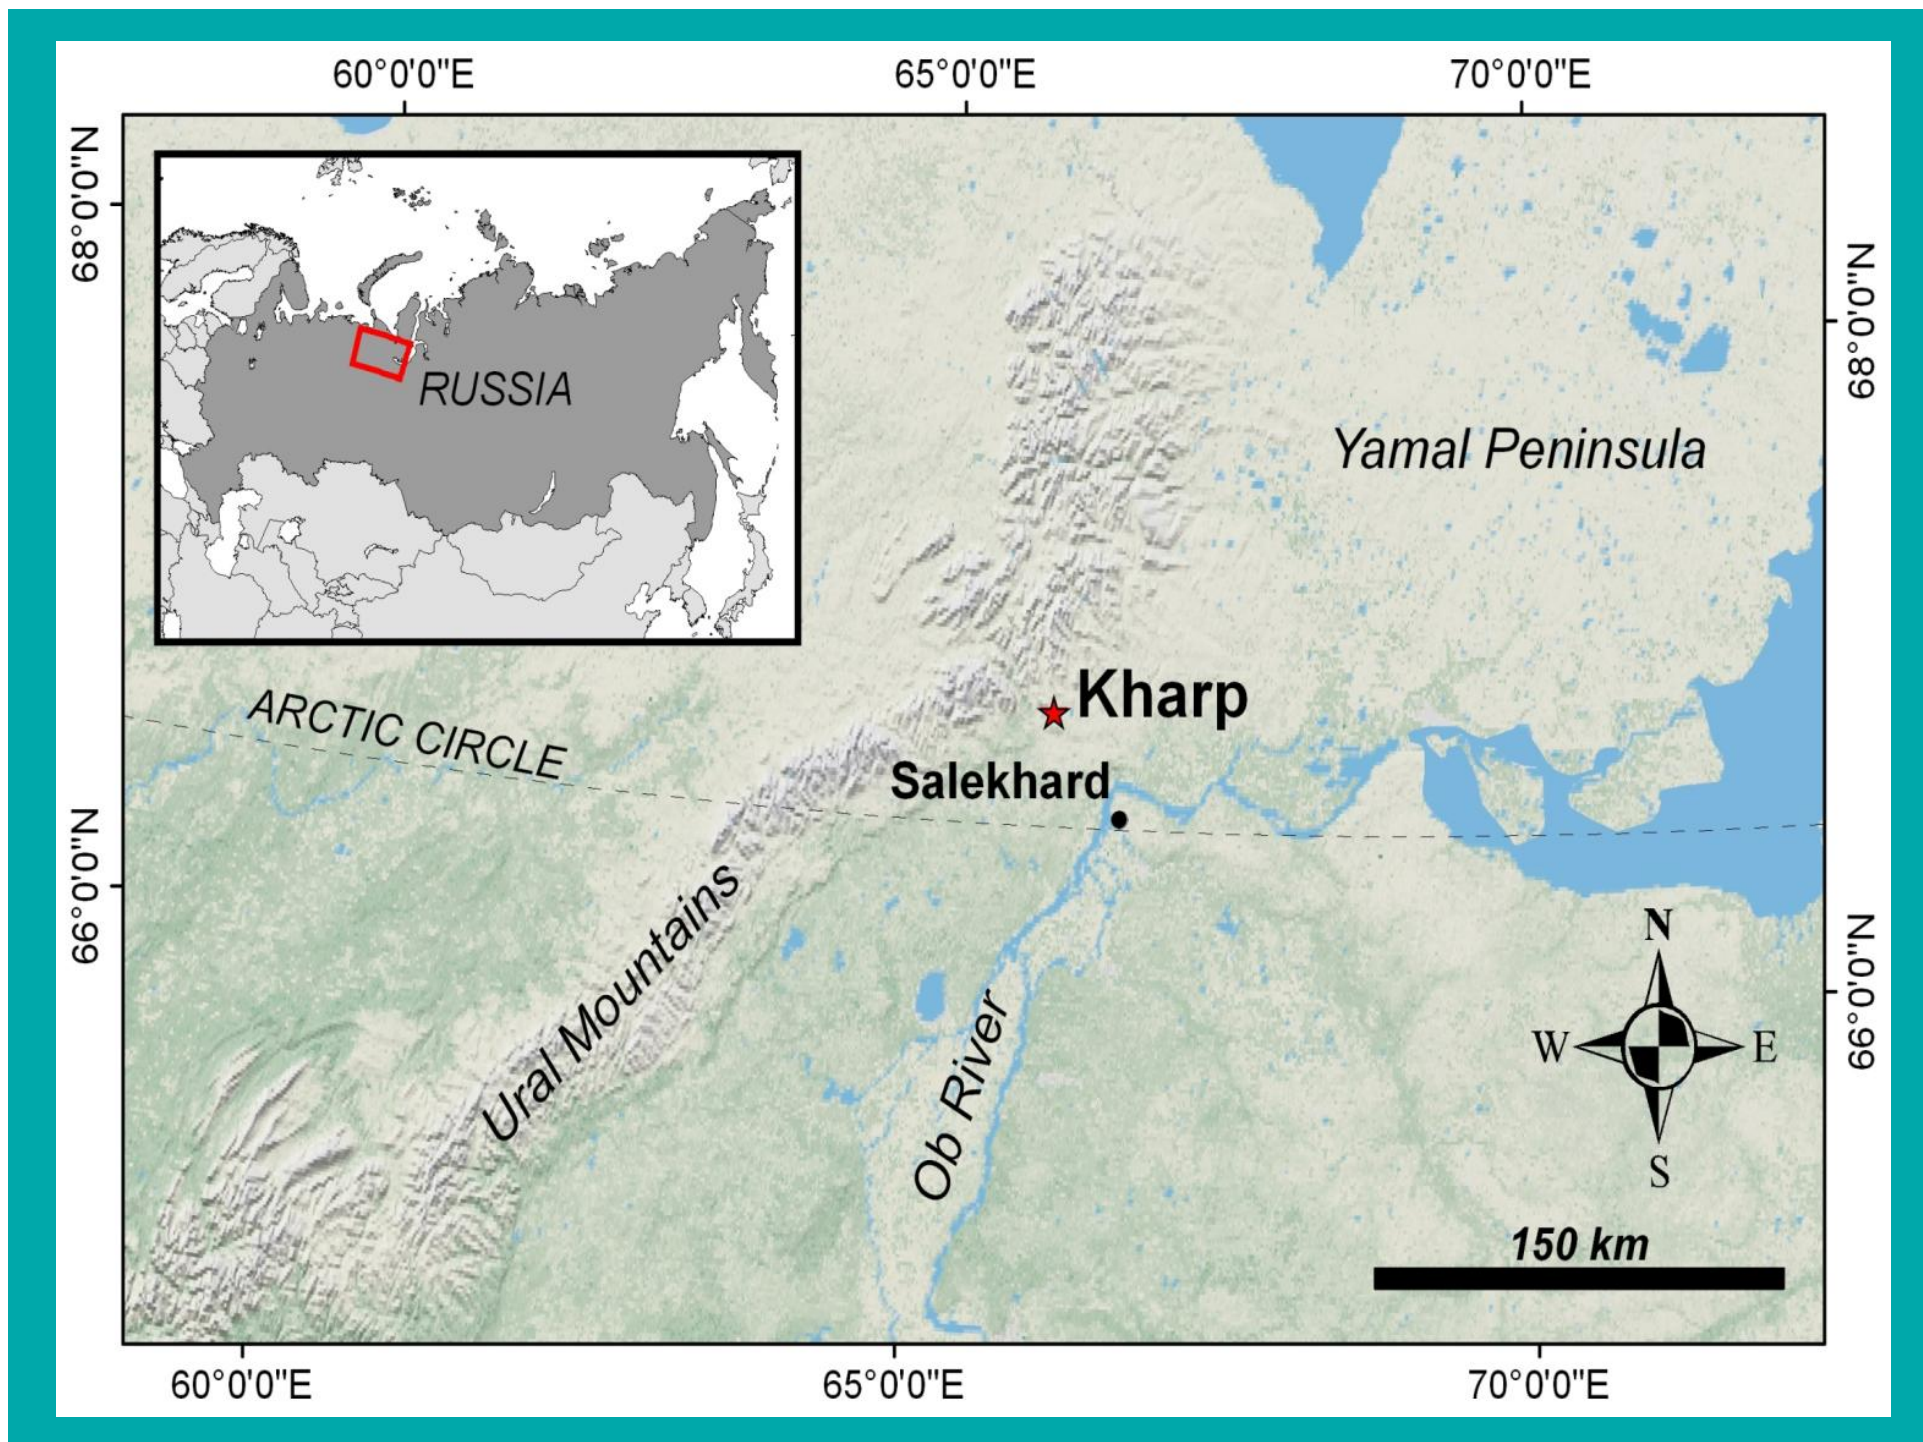 60°0'0"E
65°0'0"E
70°0'0"E
68°0'0"N
68°0'0"N
RUSSIA
Yamal Peninsula
Kharp
ARCTIC CIRCLE
Salekhard
66°0'0"N
66°0'0"N
Ural Mountains
Ob River
N
W
E
S
150 km
60°0'0"E
65°0'0"E
70°0'0"E